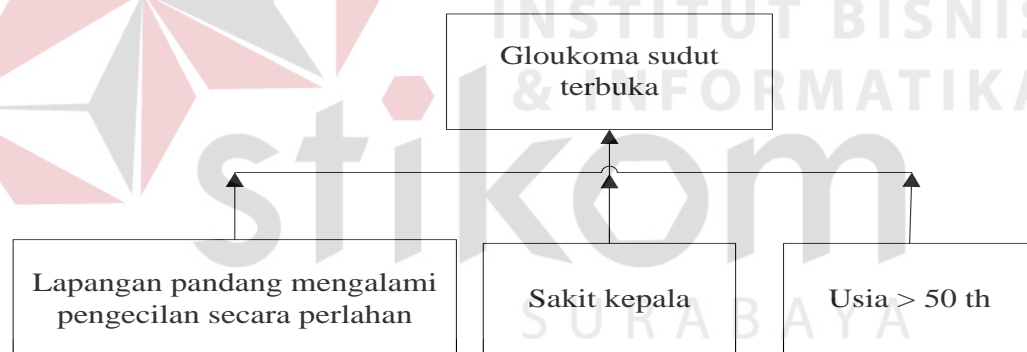 INSTITUT BISNIS
& INFORMATIKA
stikom
SURABAYA
Gloukoma sudut
terbuka
Lapangan pandang mengalami
pengecilan secara perlahan
Sakit kepala
Usia > 50 th